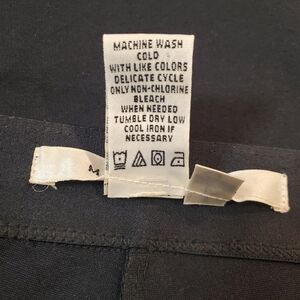 MACHINE WASH
COLD
WITH LIKE COLORS
DELICATE CYCLE
ONLY NON-CHLORINE
BLEACH
WHEN NEEDED
TUMBLE DRY LOW
COOL IRON IF
NECESSARY